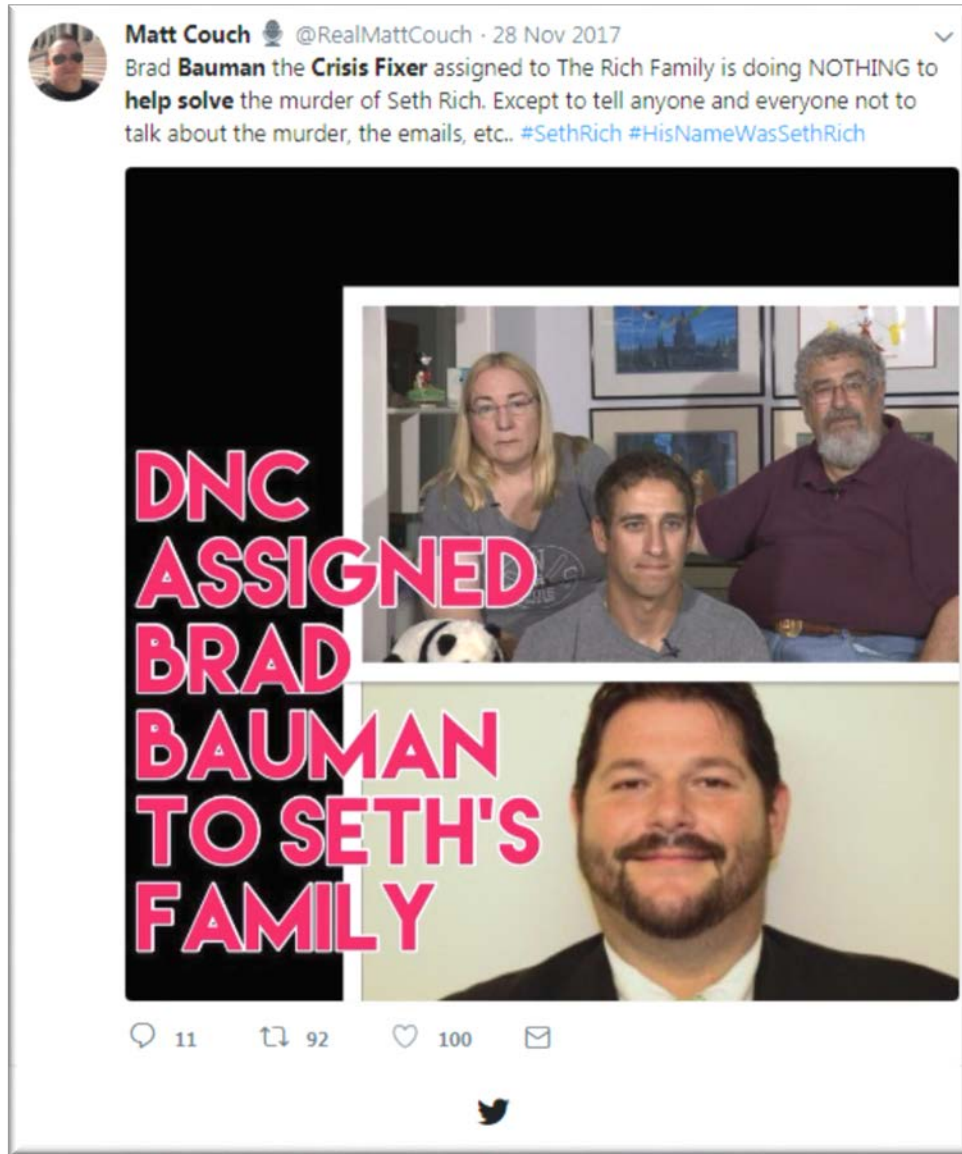 Matt Couch @RealMattCouch · 28 Nov 2017
Brad Bauman the Crisis Fixer assigned to The Rich Family is doing NOTHING to
help solve the murder of Seth Rich. Except to tell anyone and everyone not to
talk about the murder, the emails, etc.. #SethRich #HisNameWasSethRich
DNC
ASSIGNED
BRAD
BAUMAN
TO SETH'S
FAMILY
11 92 100